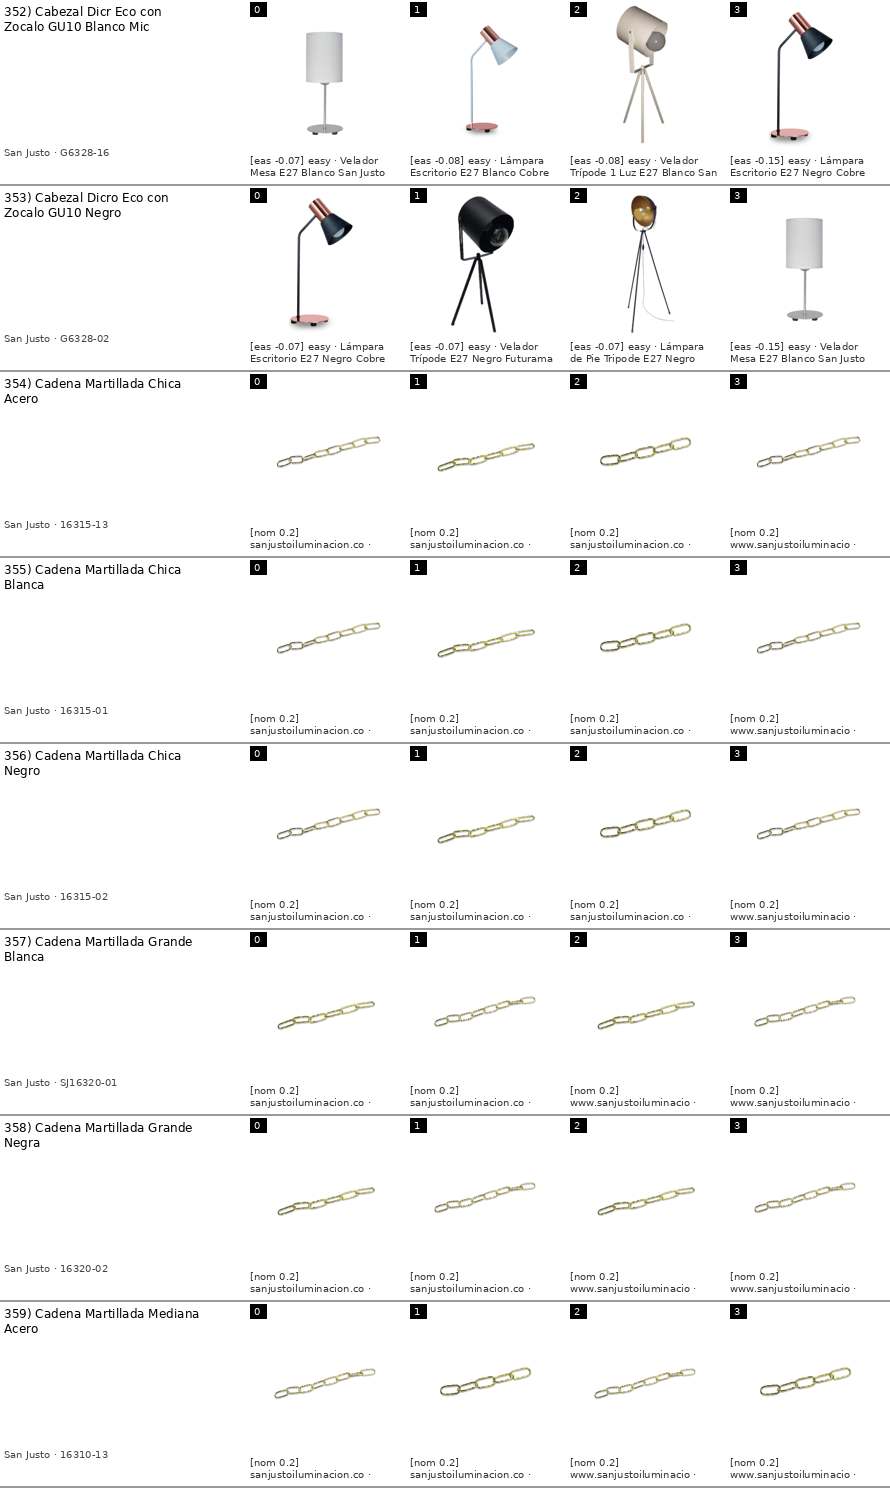 352) Cabezal Dicr Eco con
Zocalo GU10 Blanco Mic
San Justo · G6328-16
0
1
2
3
[eas -0.07] easy · Velador
Mesa E27 Blanco San Justo
[eas -0.08] easy · Lámpara
Escritorio E27 Blanco Cobre
[eas -0.08] easy · Velador
Trípode 1 Luz E27 Blanco San
[eas -0.15] easy · Lámpara
Escritorio E27 Negro Cobre
353) Cabezal Dicro Eco con
Zocalo GU10 Negro
San Justo · G6328-02
0
1
2
3
[eas -0.07] easy · Lámpara
Escritorio E27 Negro Cobre
[eas -0.07] easy · Velador
Trípode E27 Negro Futurama
[eas -0.07] easy · Lámpara
de Pie Tripode E27 Negro
[eas -0.15] easy · Velador
Mesa E27 Blanco San Justo
354) Cadena Martillada Chica
Acero
San Justo · 16315-13
0
1
2
3
[nom 0.2]
sanjustoiluminacion.co ·
[nom 0.2]
sanjustoiluminacion.co ·
[nom 0.2]
sanjustoiluminacion.co ·
[nom 0.2]
www.sanjustoiluminacio ·
355) Cadena Martillada Chica
Blanca
San Justo · 16315-01
0
1
2
3
[nom 0.2]
sanjustoiluminacion.co ·
[nom 0.2]
sanjustoiluminacion.co ·
[nom 0.2]
sanjustoiluminacion.co ·
[nom 0.2]
www.sanjustoiluminacio ·
356) Cadena Martillada Chica
Negro
San Justo · 16315-02
0
1
2
3
[nom 0.2]
sanjustoiluminacion.co ·
[nom 0.2]
sanjustoiluminacion.co ·
[nom 0.2]
sanjustoiluminacion.co ·
[nom 0.2]
www.sanjustoiluminacio ·
357) Cadena Martillada Grande
Blanca
San Justo · SJ16320-01
0
1
2
3
[nom 0.2]
sanjustoiluminacion.co ·
[nom 0.2]
sanjustoiluminacion.co ·
[nom 0.2]
www.sanjustoiluminacio ·
[nom 0.2]
www.sanjustoiluminacio ·
358) Cadena Martillada Grande
Negra
San Justo · 16320-02
0
1
2
3
[nom 0.2]
sanjustoiluminacion.co ·
[nom 0.2]
sanjustoiluminacion.co ·
[nom 0.2]
www.sanjustoiluminacio ·
[nom 0.2]
www.sanjustoiluminacio ·
359) Cadena Martillada Mediana
Acero
San Justo · 16310-13
0
1
2
3
[nom 0.2]
sanjustoiluminacion.co ·
[nom 0.2]
sanjustoiluminacion.co ·
[nom 0.2]
www.sanjustoiluminacio ·
[nom 0.2]
www.sanjustoiluminacio ·